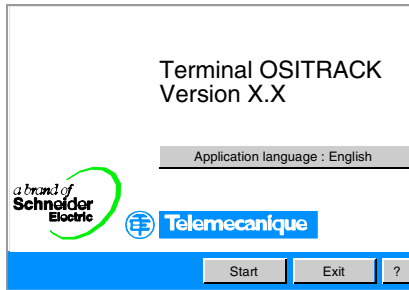 Terminal OSITRACK
Version X.X
Application language : English
a brand of
Schneider
Electric
Telemecanique
Start
Exit
?